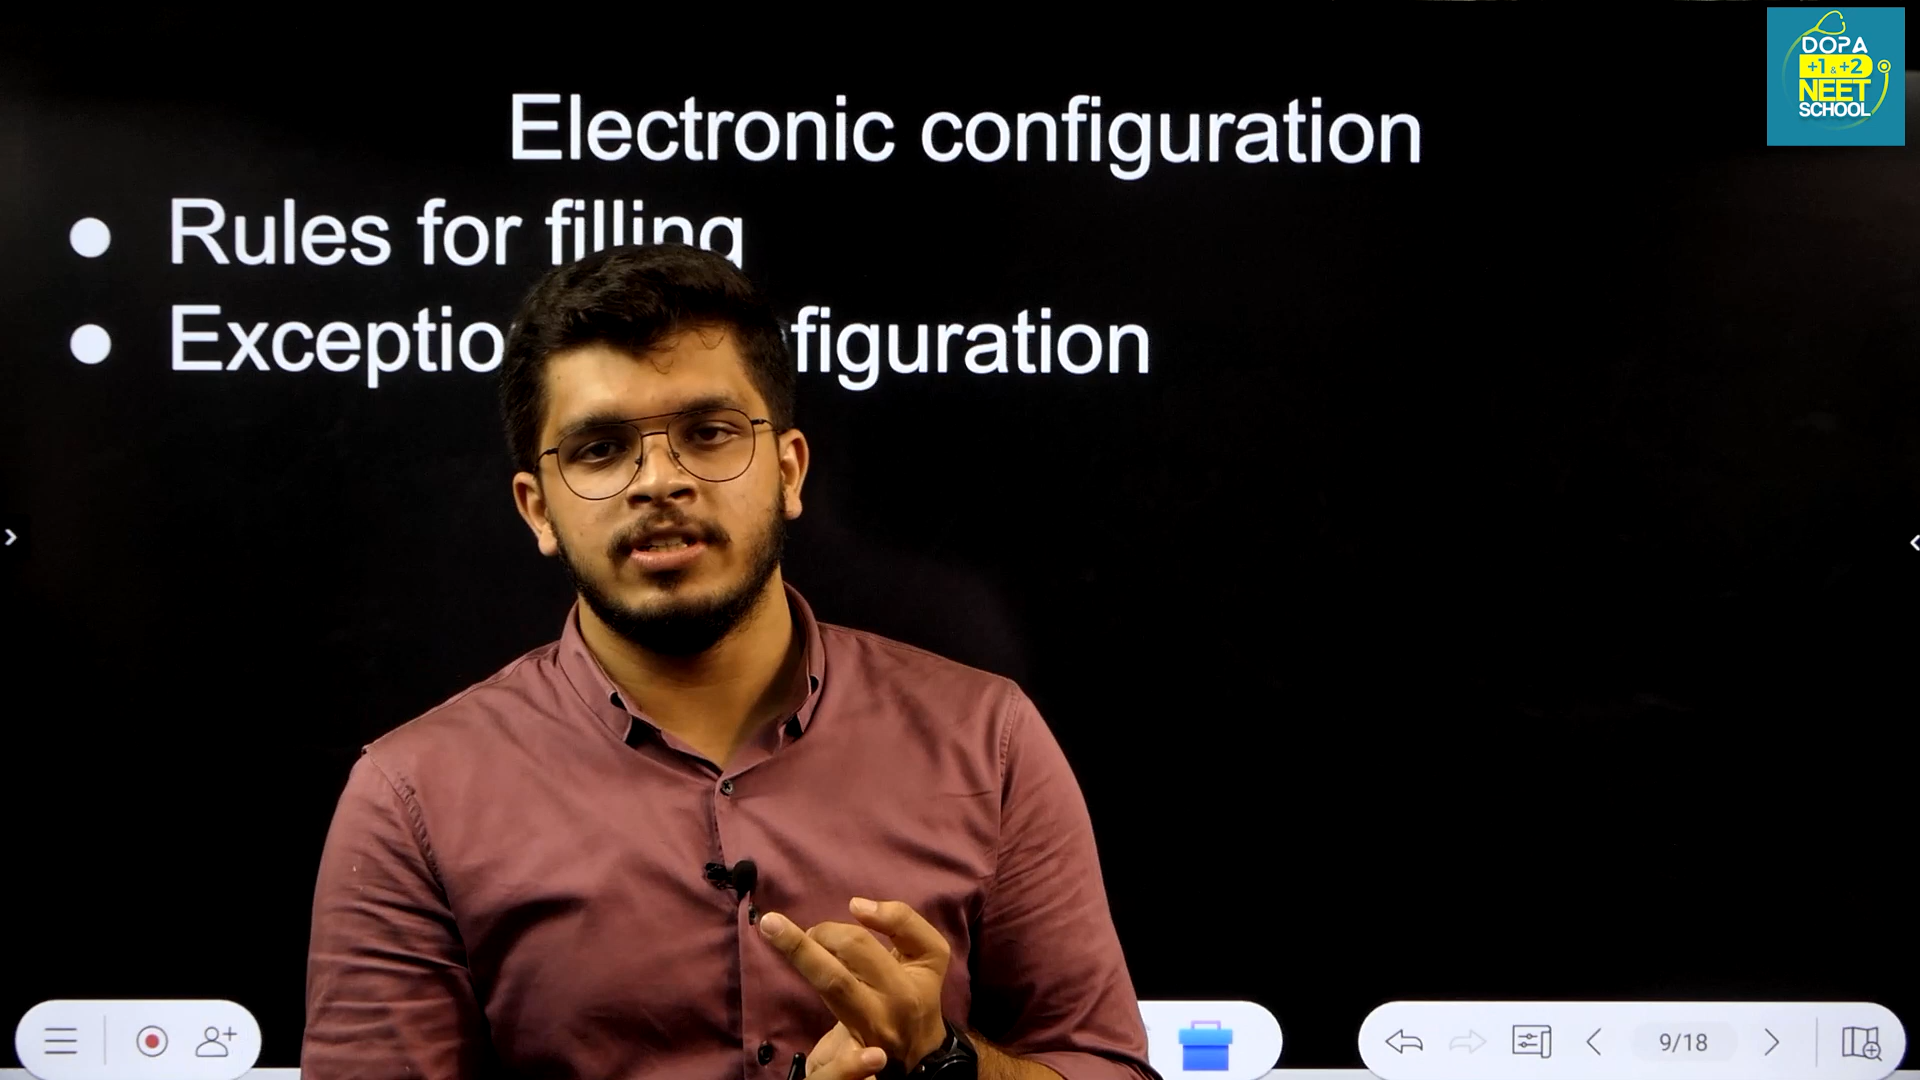 Electronic configuration
● Rules for filling
● Exceptio figuration
DOPA
+1 & +2
NEET
SCHOOL
9/18